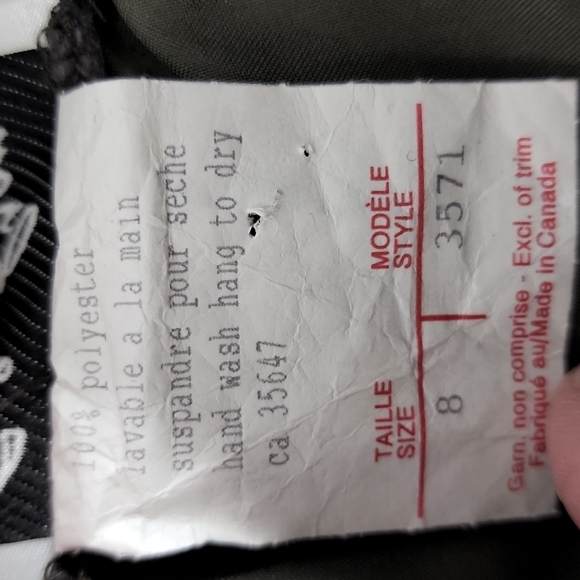 100% polyester
lavable a la main
suspandre pour seche
hand wash hang to dry
ca 35647
TAILLE
SIZE
MODÈLE
STYLE
8
3571
Garn. non comprise - Excl. of trim
Fabriqué au/Made in Canada